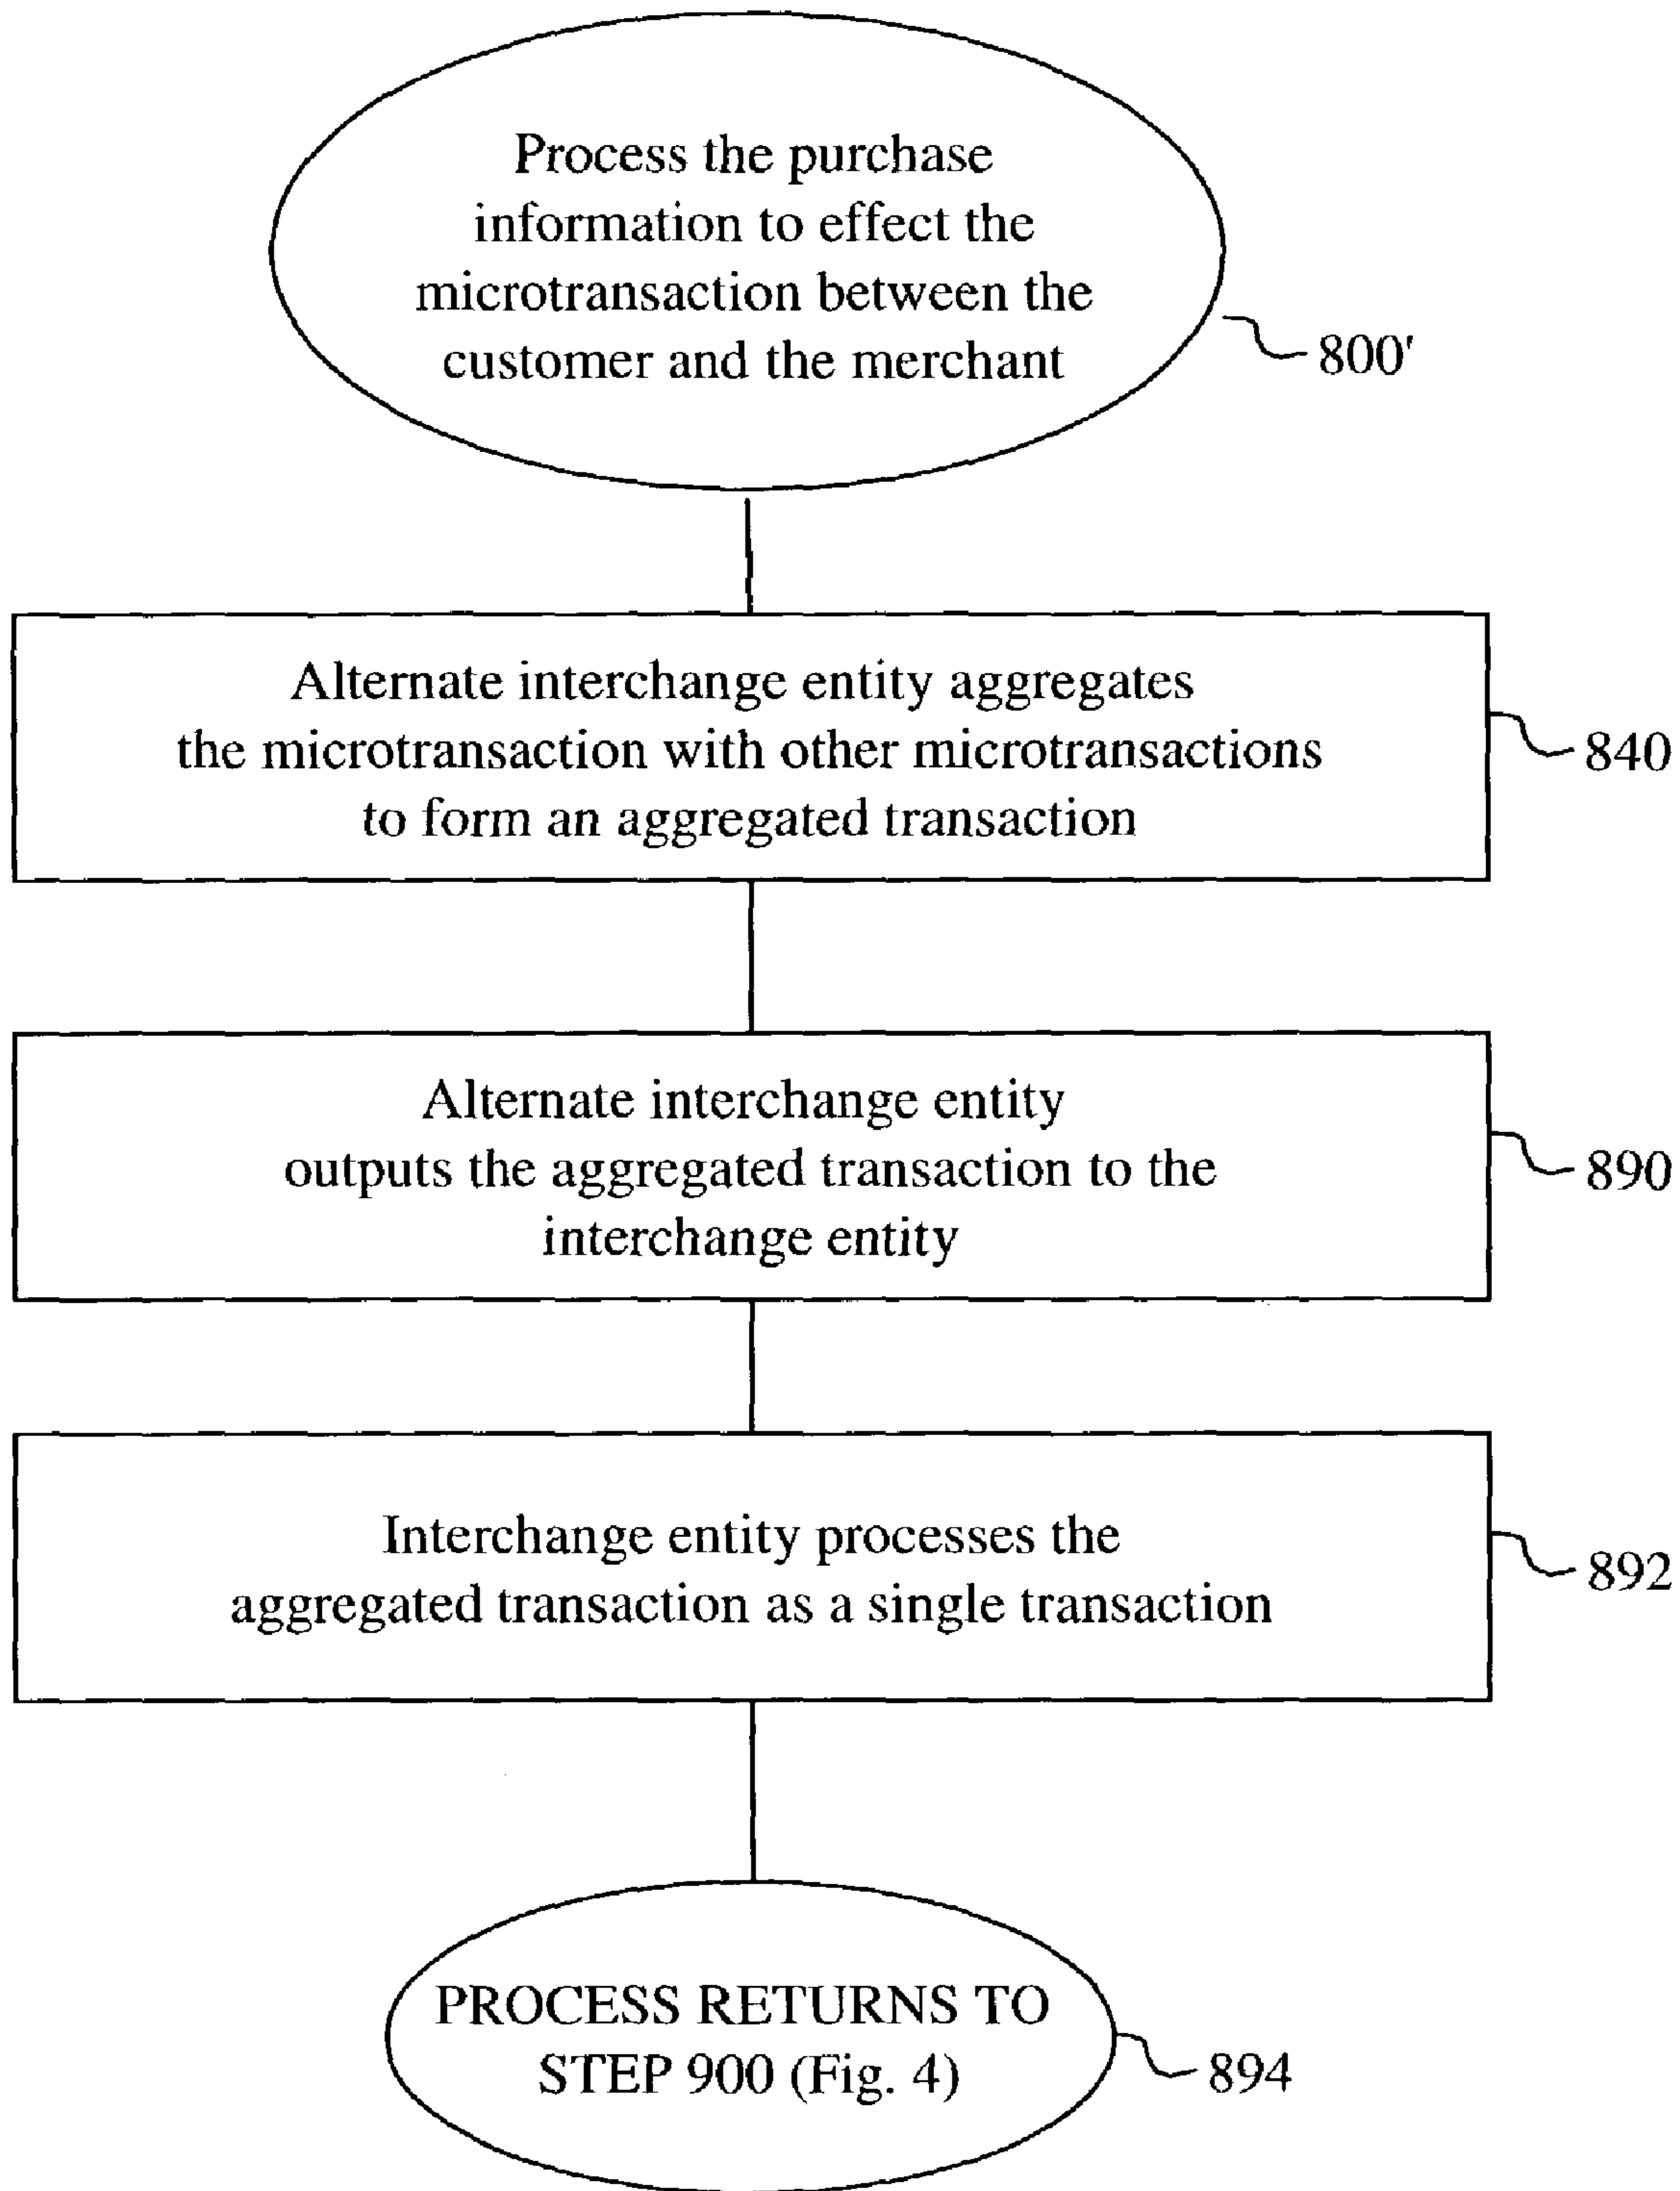 Process the purchase
information to effect the
microtransaction between the
customer and the merchant
800'
Alternate interchange entity aggregates
the microtransaction with other microtransactions
to form an aggregated transaction
840
Alternate interchange entity
outputs the aggregated transaction to the
interchange entity
890
Interchange entity processes the
aggregated transaction as a single transaction
892
PROCESS RETURNS TO
STEP 900 (Fig. 4)
894